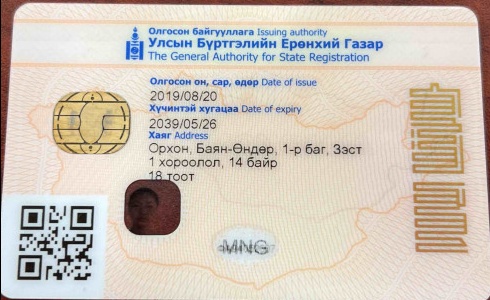 Олгосон байгууллага Issuing authority
Улсын Бүртгэлийн Ерөнхий Газар
The General Authority for State Registration
Олгосон он, сар, өдөр Date of issue
2019/08/20
Хүчинтэй хугацаа Date of expiry
2039/05/26
Хаяг Address
Орхон, Баян-Өндөр, 1-р баг, Зэст
1 хороолол, 14 байр
18 тоот
MNG